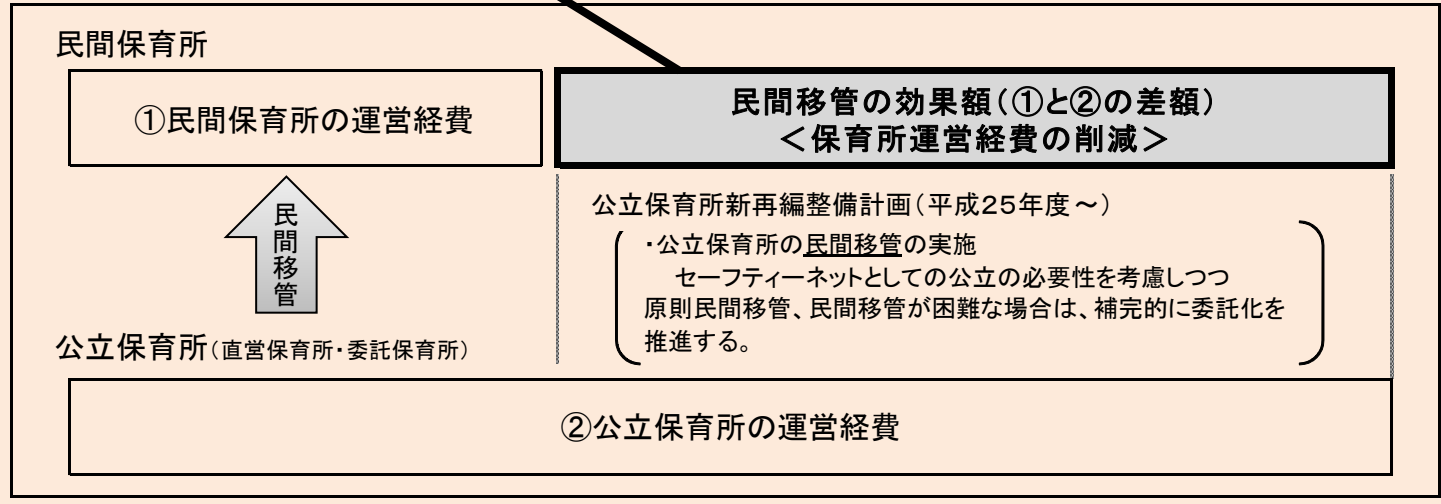 民間保育所
①民間保育所の運営経費
民間移管の効果額(①と②の差額)
＜保育所運営経費の削減＞
民間移管
公立保育所新再編整備計画(平成25年度～)
・公立保育所の民間移管の実施
セーフティーネットとしての公立の必要性を考慮しつつ
原則民間移管、民間移管が困難な場合は、補完的に委託化を
推進する。
公立保育所(直営保育所・委託保育所)
②公立保育所の運営経費